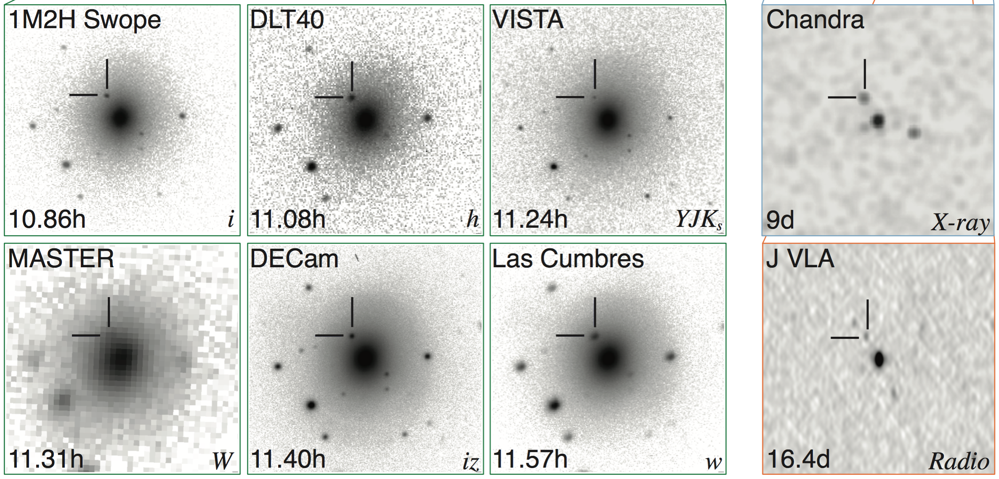 1M2H Swope
10.86h
i
DLT40
11.08h
h
VISTA
11.24h
YJKs
Chandra
9d
X-ray
MASTER
11.31h
W
DECam
11.40h
iz
Las Cumbres
11.57h
w
J VLA
16.4d
Radio